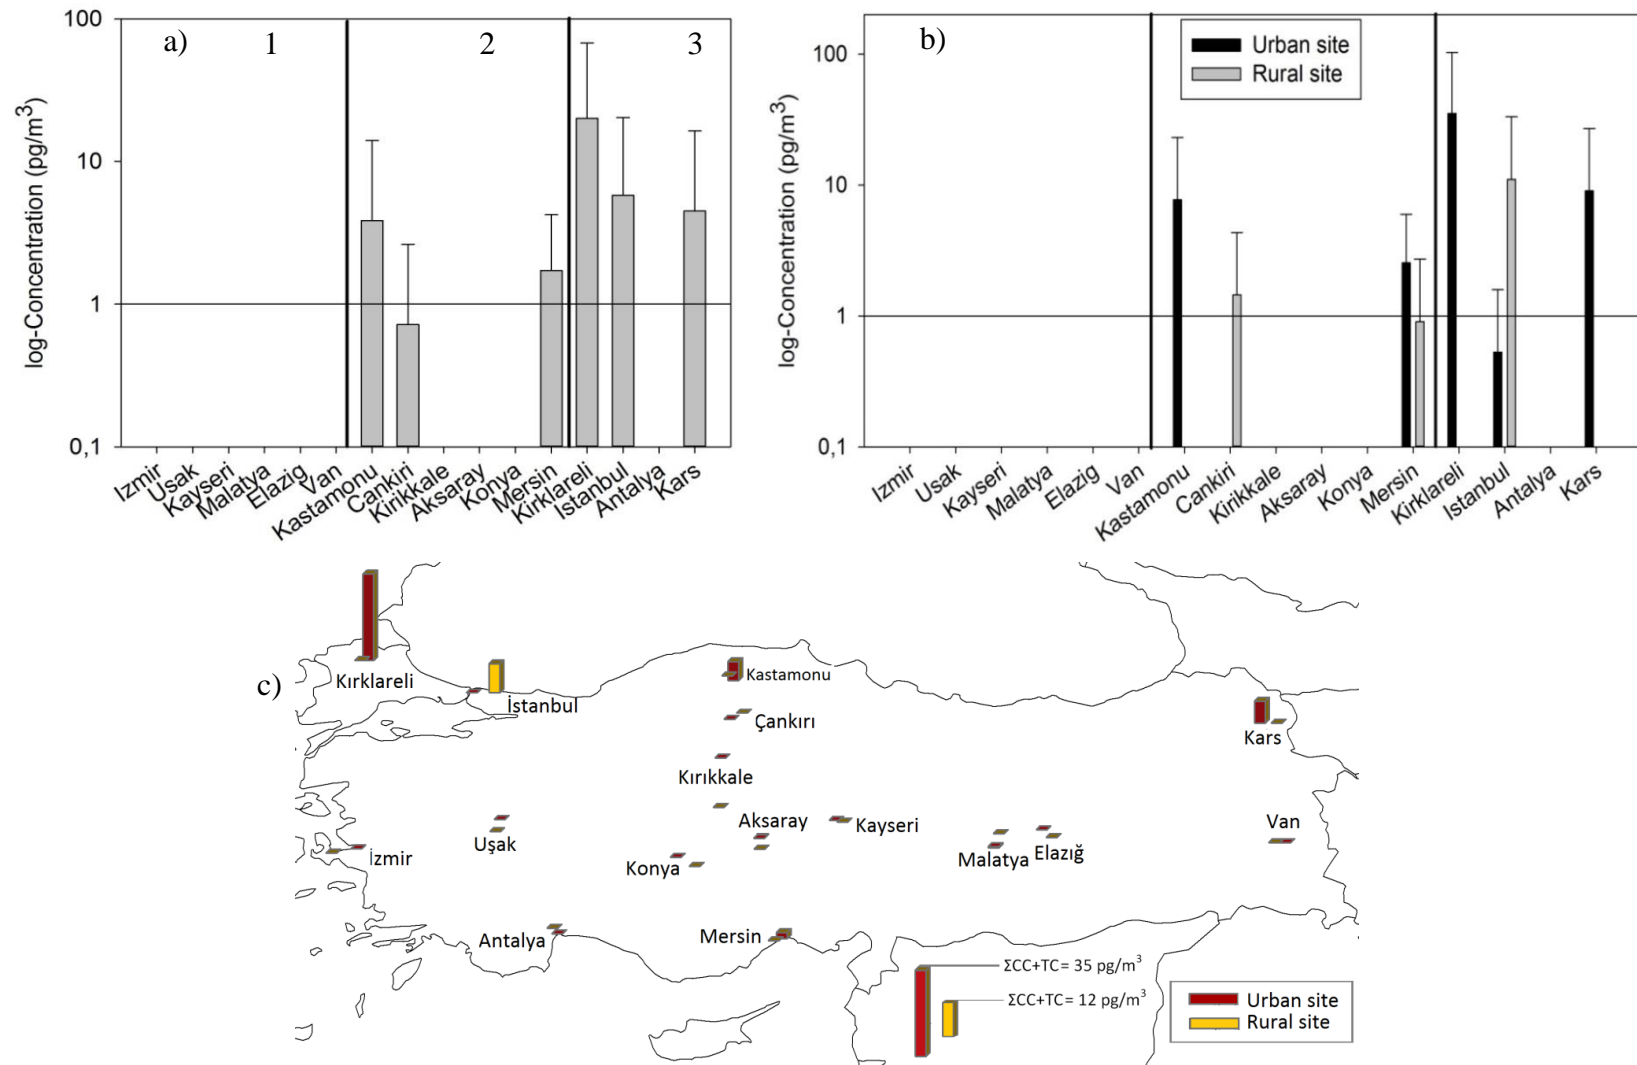 a)
1
2
3
log-Concentration (pg/m³)
100
10
1
0,1
Izmir
Usak
Kayseri
Malatya
Elazig
Van
Kastamonu
Cankiri
Kirikkale
Aksaray
Konya
Mersin
Kirklareli
Istanbul
Antalya
Kars
b)
Urban site
Rural site
log-Concentration (pg/m³)
100
10
1
0,1
Izmir
Usak
Kayseri
Malatya
Elazig
Van
Kastamonu
Cankiri
Kirikkale
Aksaray
Konya
Mersin
Kirklareli
Istanbul
Antalya
Kars
c)
Kırklareli
İstanbul
Kastamonu
Çankırı
Kars
Kırıkkale
Uşak
İzmir
Aksaray
Kayseri
Konya
Malatya
Elazığ
Van
Antalya
Mersin
ΣCC+TC = 35 pg/m³
ΣCC+TC = 12 pg/m³
Urban site
Rural site